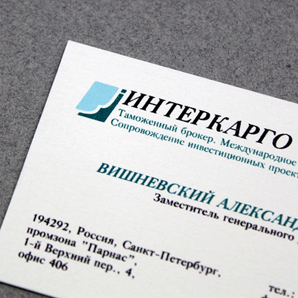 ИНТЕРКАРГО
Таможенный брокер. Международное
Сопровождение инвестиционных проект
ВИШНЕВСКИЙ АЛЕКСАНД
Заместитель генерального
194292, Россия, Санкт-Петербург,
промзона "Парнас",
1-й Верхний пер., 4,
офис 406
тел.: